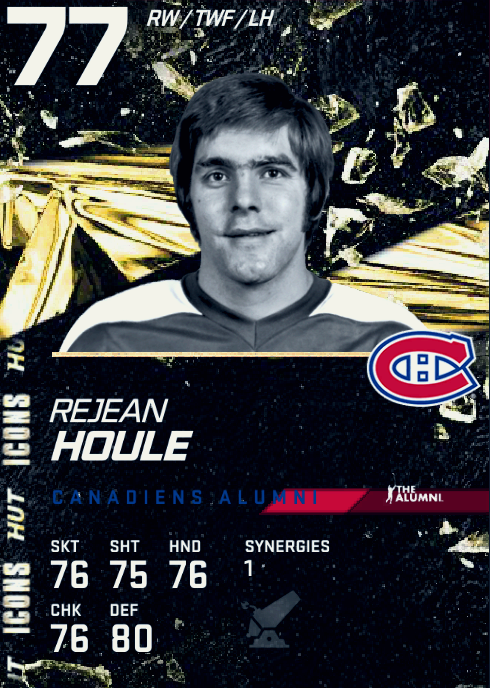 77
RW / TWF / LH
REJEAN
HOULE
CANADIENS ALUMNI
THE
ALUMNI.
SKT SHT HND SYNERGIES
76 75 76 1
CHK DEF
76 80
HUT ICONS HUT ICONS HUT